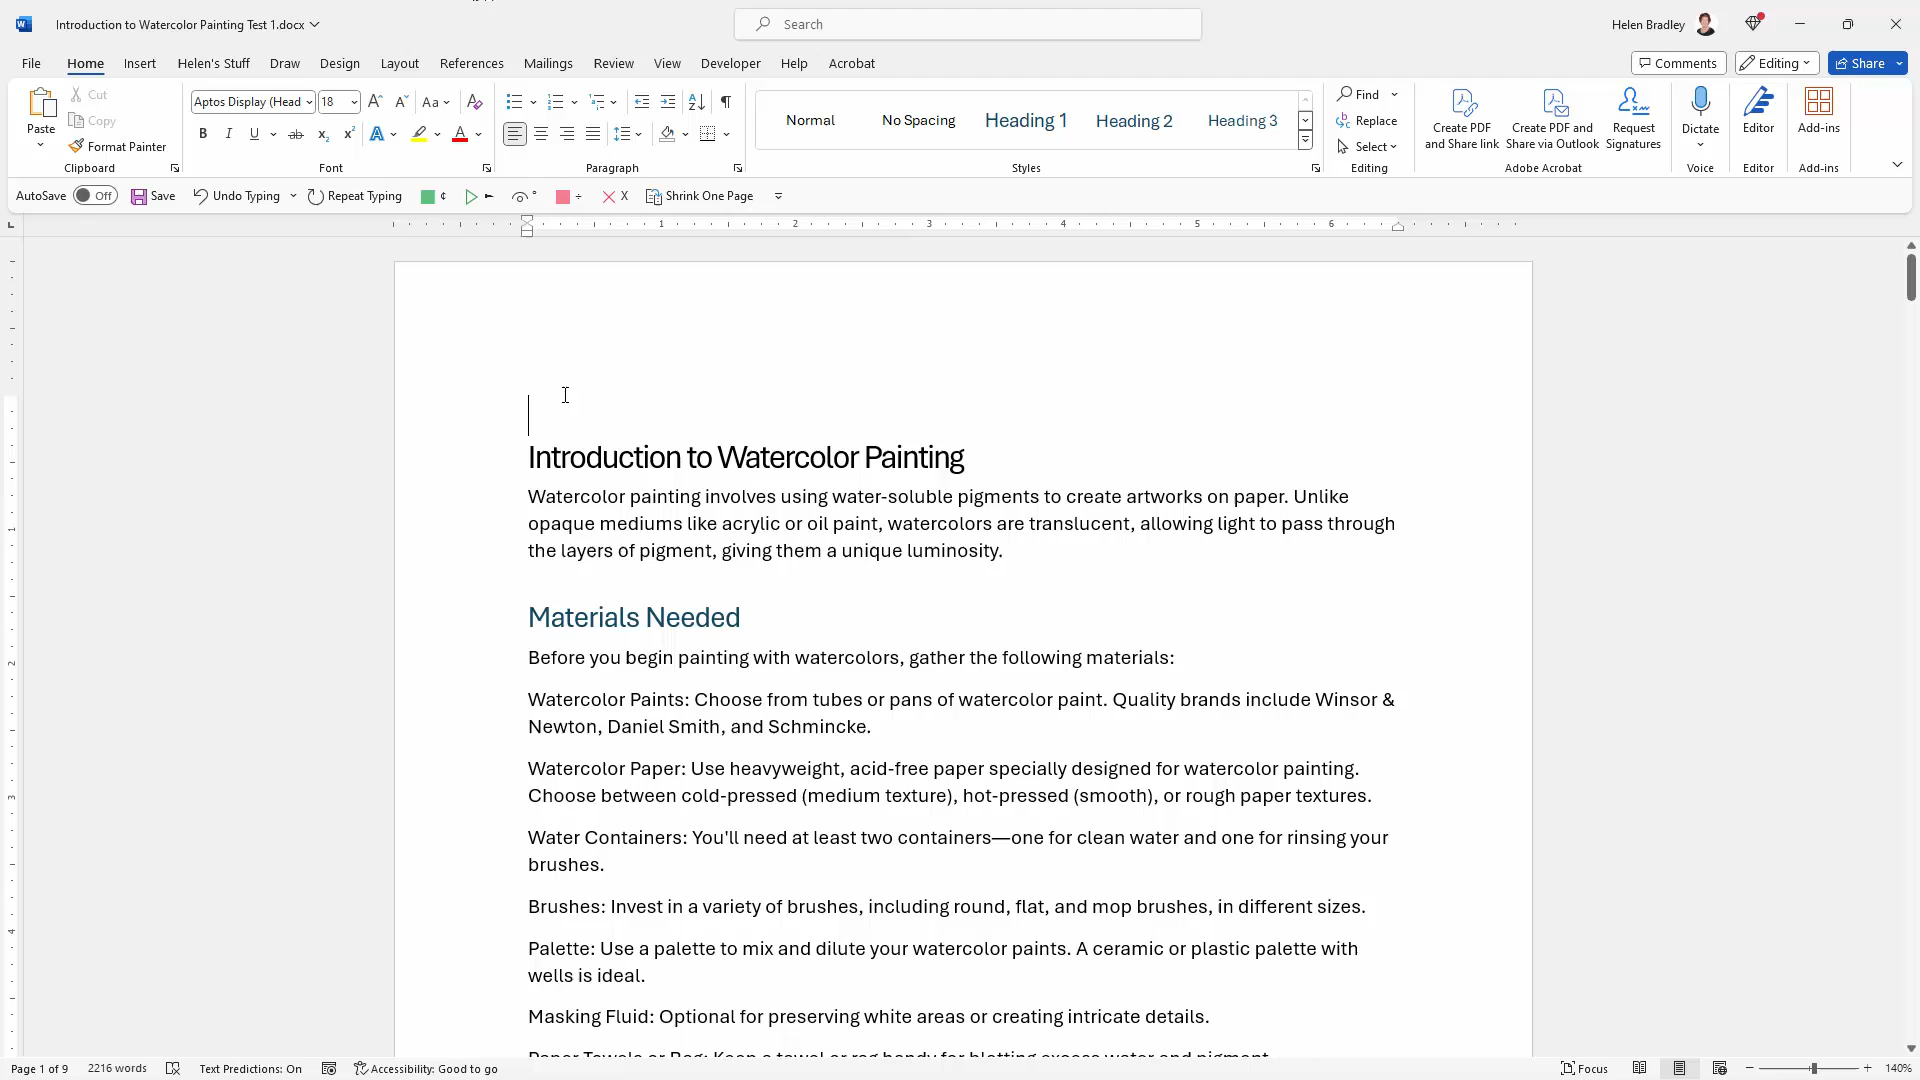 Introduction to Watercolor Painting Test 1.docx
Search
Helen Bradley
File Home Insert Helen's Stuff Draw Design Layout References Mailings Review View Developer Help Acrobat
Comments Editing Share
Paste
Cut
Copy
Format Painter
Clipboard
Aptos Display (Head 18
Font
Paragraph
Normal No Spacing Heading 1 Heading 2 Heading 3
Styles
Find
Replace
Select
Editing
Create PDF
and Share link
Create PDF and
Share via Outlook
Request
Signatures
Adobe Acrobat
Dictate
Voice
Editor
Editor
Add-ins
Add-ins
AutoSave Off Save Undo Typing Repeat Typing Shrink One Page
1 2 3 4 5 6
Introduction to Watercolor Painting
Watercolor painting involves using water-soluble pigments to create artworks on paper. Unlike
opaque mediums like acrylic or oil paint, watercolors are translucent, allowing light to pass through
the layers of pigment, giving them a unique luminosity.
Materials Needed
Before you begin painting with watercolors, gather the following materials:
Watercolor Paints: Choose from tubes or pans of watercolor paint. Quality brands include Winsor &
Newton, Daniel Smith, and Schmincke.
Watercolor Paper: Use heavyweight, acid-free paper specially designed for watercolor painting.
Choose between cold-pressed (medium texture), hot-pressed (smooth), or rough paper textures.
Water Containers: You'll need at least two containers—one for clean water and one for rinsing your
brushes.
Brushes: Invest in a variety of brushes, including round, flat, and mop brushes, in different sizes.
Palette: Use a palette to mix and dilute your watercolor paints. A ceramic or plastic palette with
wells is ideal.
Masking Fluid: Optional for preserving white areas or creating intricate details.
Paper Towels or Rag: Keep a towel or rag handy for blotting excess water and pigment.
Page 1 of 9 2216 words Text Predictions: On Accessibility: Good to go Focus 140%